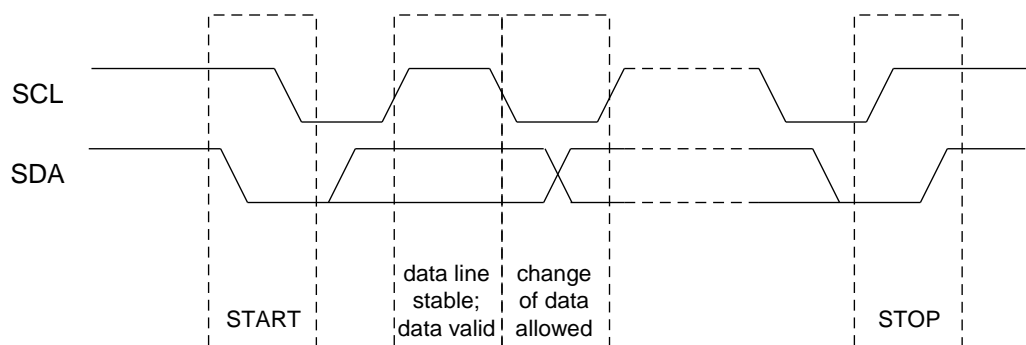 SCL
SDA
START
data line
stable;
data valid
change
of data
allowed
STOP